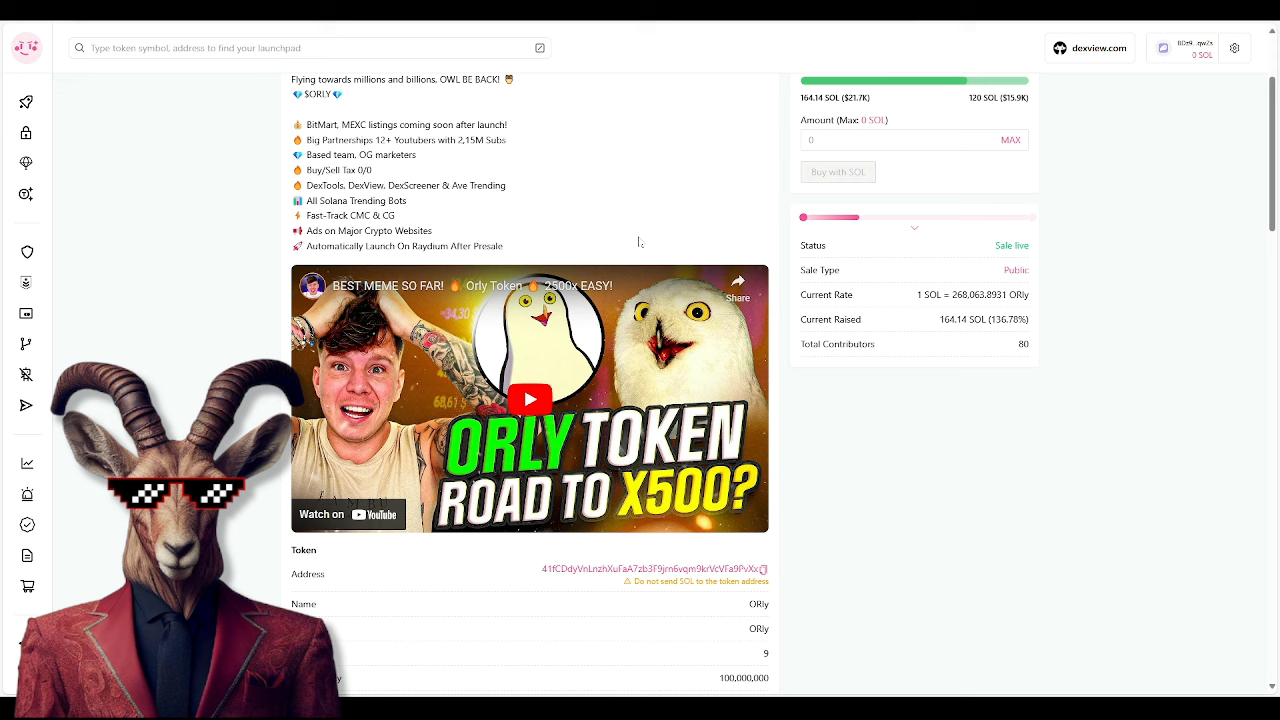 Type token symbol, address to find your launchpad
dexview.com
0 SOL
Flying towards millions and billions, OWL BE BACK!
$ORLY
BitMart, MEXC listings coming soon after launch!
Big Partnerships 12+ Youtubers with 2,15M Subs
Based team, OG marketers
Buy/Sell Tax 0/0
DexTools, DexView, DexScreener & Ave Trending
All Solana Trending Bots
Fast-Track CMC & CG
Ads on Major Crypto Websites
Automatically Launch On Raydium After Presale
164.14 SOL ($21.7K) 120 SOL ($15.9K)
Amount (Max: 0 SOL)
0 MAX
Buy with SOL
Status Sale live
Sale Type Public
Current Rate 1 SOL = 268,063.8931 ORly
Current Raised 164.14 SOL (136.78%)
Total Contributors 80
BEST MEME SO FAR! Orly Token 2500x EASY!
Share
ORLY TOKEN
ROAD TO X500?
Watch on YouTube
Token
Address 41fCDdyVnLnzhXuFaA7zb3F9jrn6vqm9krVcVFa9PvXx
Do not send SOL to the token address
Name ORly
ORly
9
100,000,000